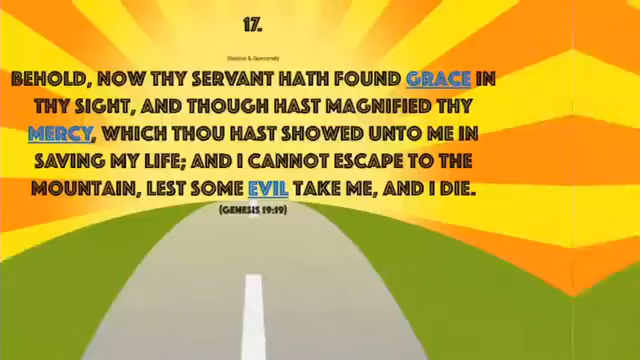 17.
(Sodom & Gomorrah)
BEHOLD, NOW THY SERVANT HATH FOUND GRACE IN
THY SIGHT, AND THOUGH HAST MAGNIFIED THY
MERCY, WHICH THOU HAST SHOWED UNTO ME IN
SAVING MY LIFE; AND I CANNOT ESCAPE TO THE
MOUNTAIN, LEST SOME EVIL TAKE ME, AND I DIE.
(GENESIS 19:19)